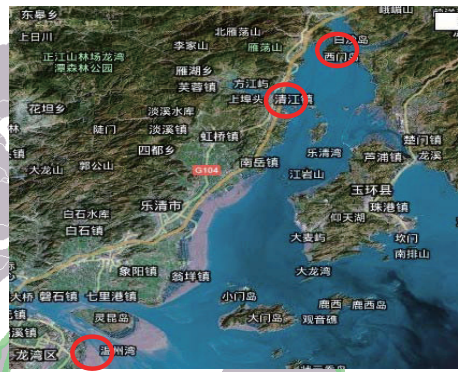 东皋乡
峨嵋山
上日川
北雁荡山
白沙岛
李家山
雁荡山
西门岛
正江山林场龙湾
潭森林公园
雁湖乡
方江屿
芙蓉镇
上埠头
清江镇
花坦乡
淡溪水库
陡门
淡溪镇
虹桥镇
楚门镇
四都乡
乐清湾
芦浦镇
龙溪
郭公山
G104
南岳镇
大龙山
江岩山
玉环县
白石水库
乐清市
珠港镇
白石镇
仰天湖
大麦屿
坎门
南排山
象阳镇
翁垟镇
大龙湾
大桥
磐石镇
七里港镇
小门岛
鹿西
鹿西岛
灵昆岛
大门岛
观音礁
溪镇
龙湾区
温州湾